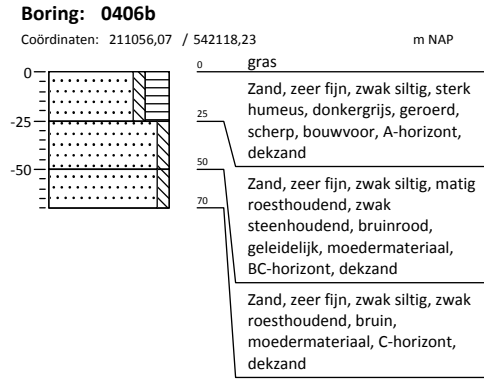 Boring: 0406b
Coördinaten: 211056,07 / 542118,23 m NAP
0
-25
-50
0
25
50
70
gras
Zand, zeer fijn, zwak siltig, sterk
humeus, donkergrijs, geroerd,
scherp, bouwvoor, A-horizont,
dekzand
Zand, zeer fijn, zwak siltig, matig
roesthoudend, zwak
steenhoudend, bruinrood,
geleidelijk, moedermateriaal,
BC-horizont, dekzand
Zand, zeer fijn, zwak siltig, zwak
roesthoudend, bruin,
moedermateriaal, C-horizont,
dekzand